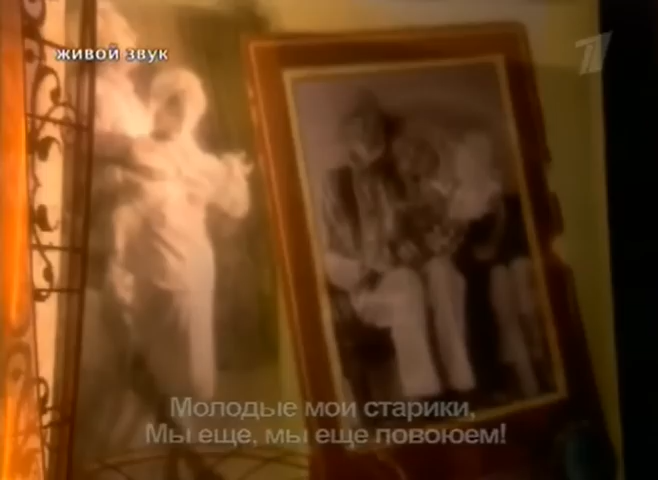 живой звук
Молодые мои старики,
Мы еще, мы еще повоюем!